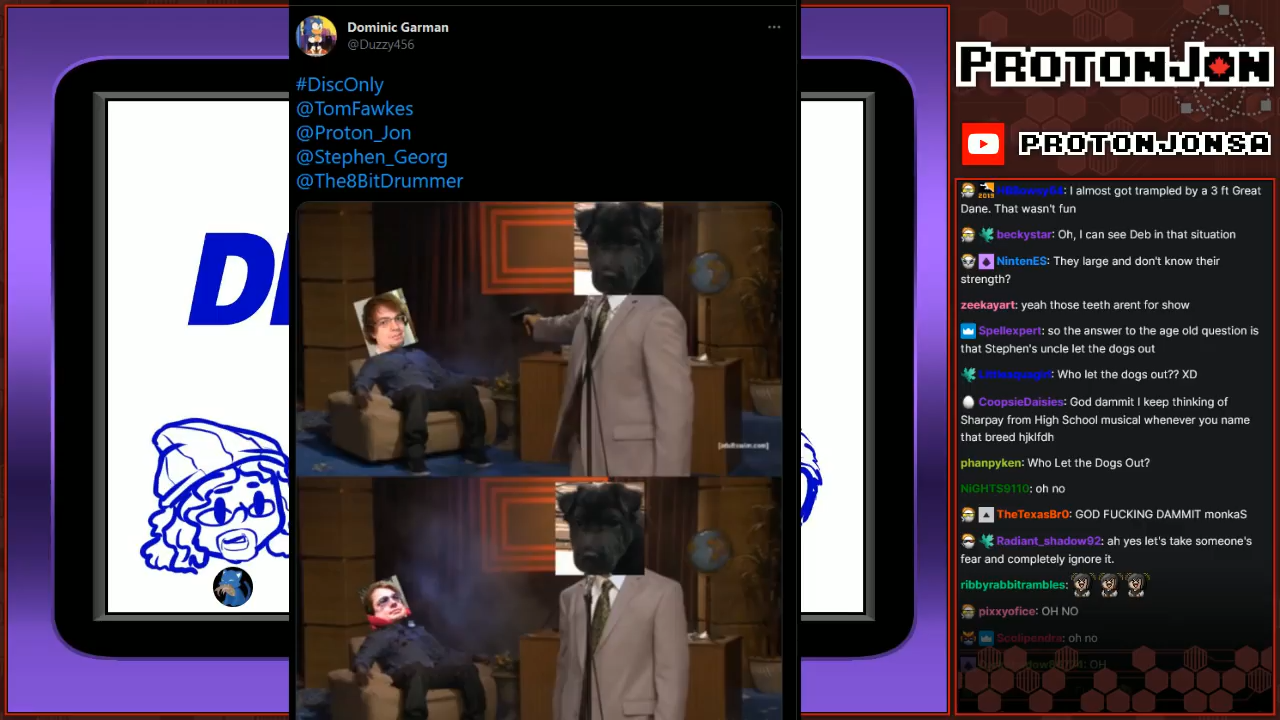 Dominic Garman
@Duzzy456
#DiscOnly
@TomFawkes
@Proton_Jon
@Stephen_Georg
@The8BitDrummer
[adultswim.com]
D
PROTONJON
PROTONJONSA
: I almost got trampled by a 3 ft Great
Dane. That wasn't fun
beckystar: Oh, I can see Deb in that situation
NintenES: They large and don't know their
strength?
zeekayart: yeah those teeth arent for show
Spellexpert: so the answer to the age old question is
that Stephen's uncle let the dogs out
: Who let the dogs out?? XD
CoopsieDaisies: God dammit I keep thinking of
Sharpay from High School musical whenever you name
that breed hjklfdh
phanpyken: Who Let the Dogs Out?
NiGHTS9110: oh no
TheTexasBr0: GOD FUCKING DAMMIT monkaS
Radiant_shadow92: ah yes let's take someone's
fear and completely ignore it.
ribbyrabbitrambles:
pixxyofice: OH NO
Scolipendra: oh no
: OH